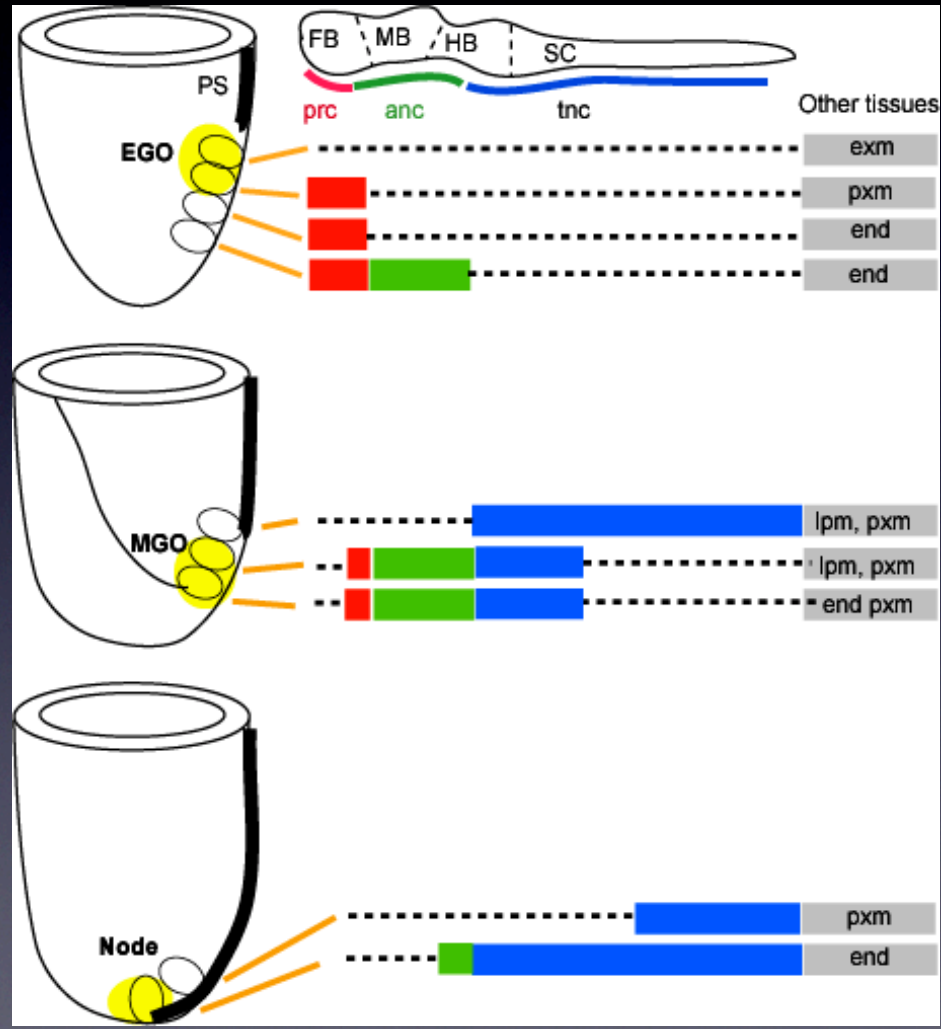 FB MB HB SC
PS
prc anc tnc Other tissues
EGO
exm
pxm
end
end
MGO
lpm, pxm
lpm, pxm
end pxm
Node
pxm
end